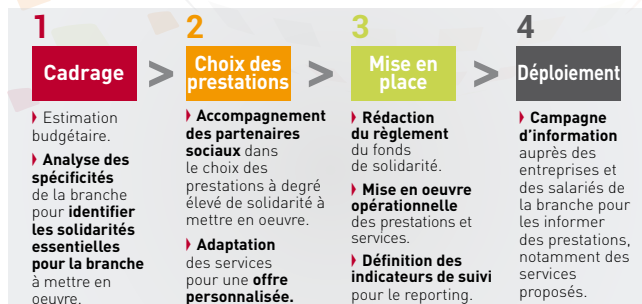 1
Cadrage
Estimation
budgétaire.
Analyse des
spécificités
de la branche
pour identifier
les solidarités
essentielles
pour la branche
à mettre en
oeuvre.
>
2
Choix des
prestations
Accompagnement
des partenaires
sociaux dans
le choix des
prestations à degré
élevé de solidarité à
mettre en oeuvre.
Adaptation
des services
pour une offre
personnalisée.
>
3
Mise en
place
Rédaction
du règlement
du fonds
de solidarité.
Mise en oeuvre
opérationnelle
des prestations et
services.
Définition des
indicateurs de suivi
pour le reporting.
>
4
Déploiement
Campagne
d'information
auprès des
entreprises et
des salariés de
la branche pour
les informer
des prestations,
notamment des
services
proposés.